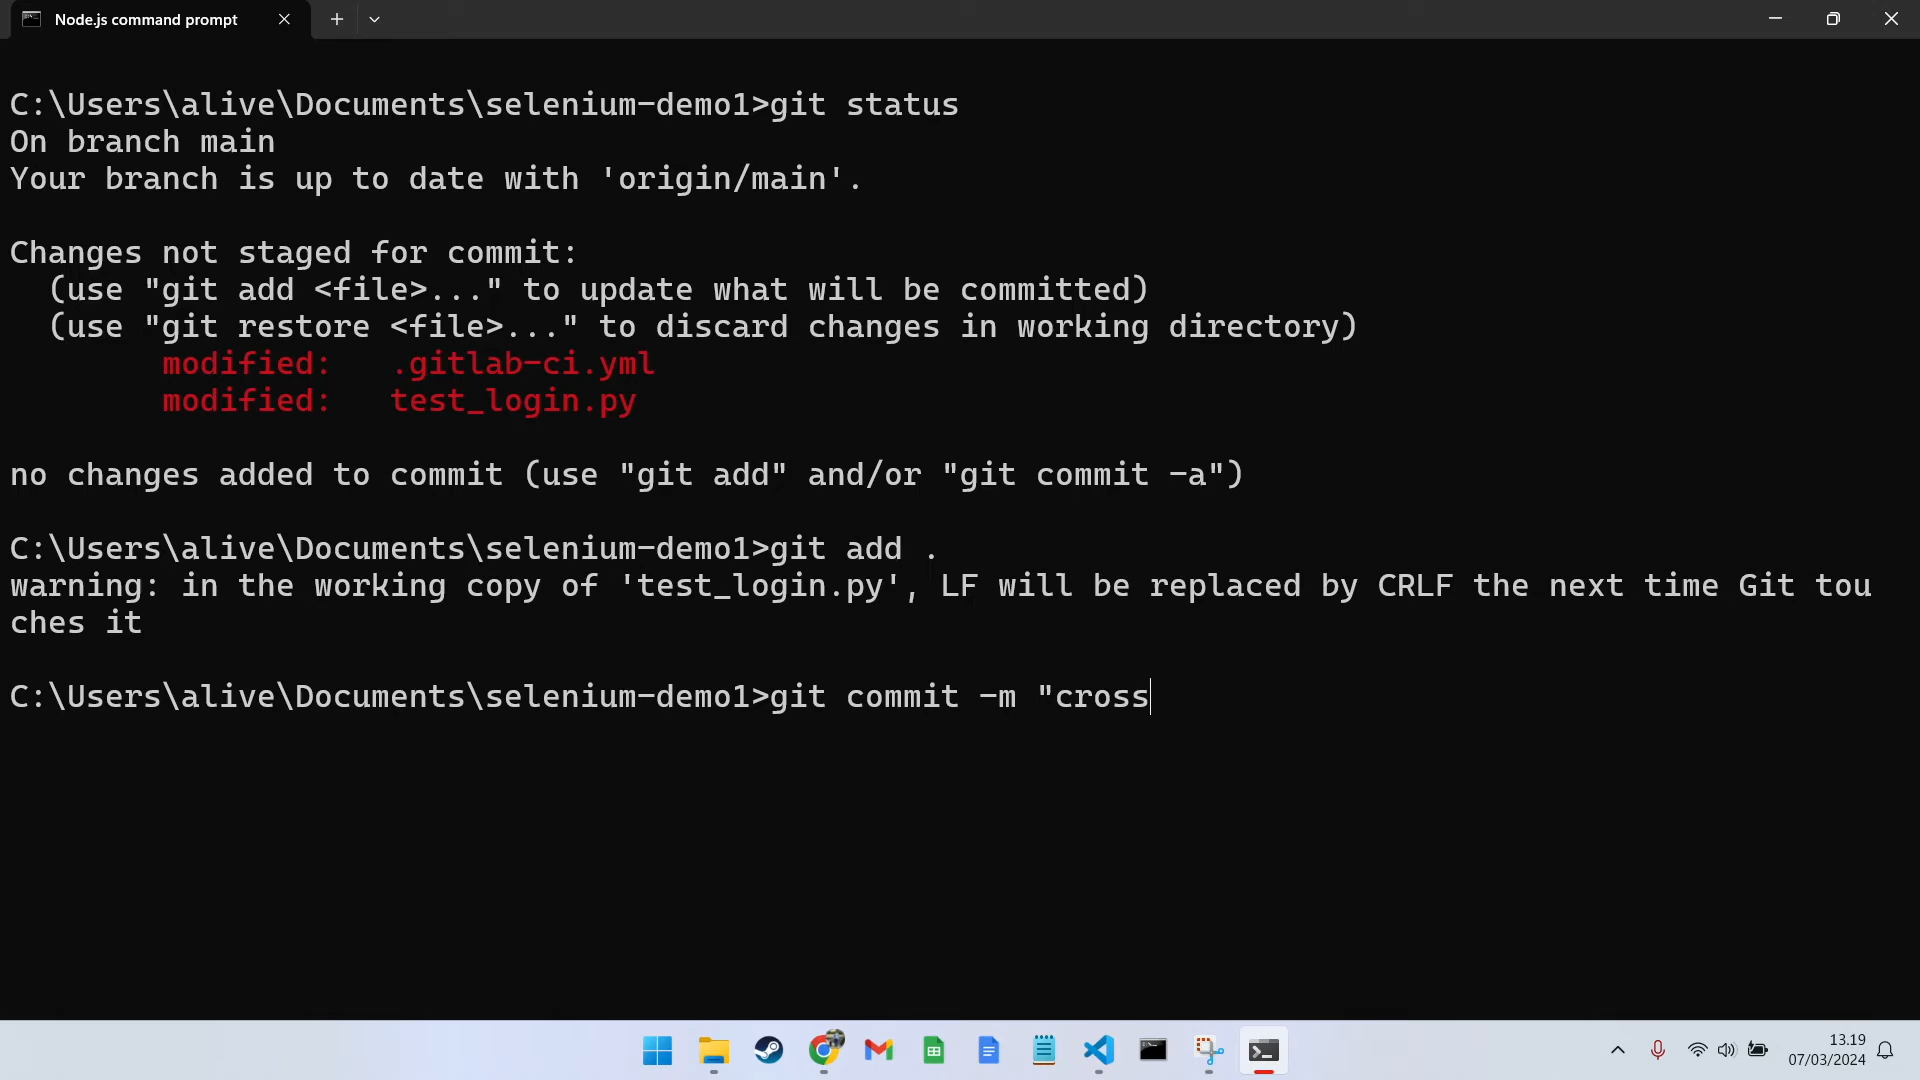 Node.js command prompt
C:\Users\alive\Documents\selenium-demo1>git status
On branch main
Your branch is up to date with 'origin/main'.
Changes not staged for commit:
  (use "git add <file>..." to update what will be committed)
  (use "git restore <file>..." to discard changes in working directory)
        modified:   .gitlab-ci.yml
        modified:   test_login.py
no changes added to commit (use "git add" and/or "git commit -a")
C:\Users\alive\Documents\selenium-demo1>git add .
warning: in the working copy of 'test_login.py', LF will be replaced by CRLF the next time Git tou
ches it
C:\Users\alive\Documents\selenium-demo1>git commit -m "cross
13.19
07/03/2024